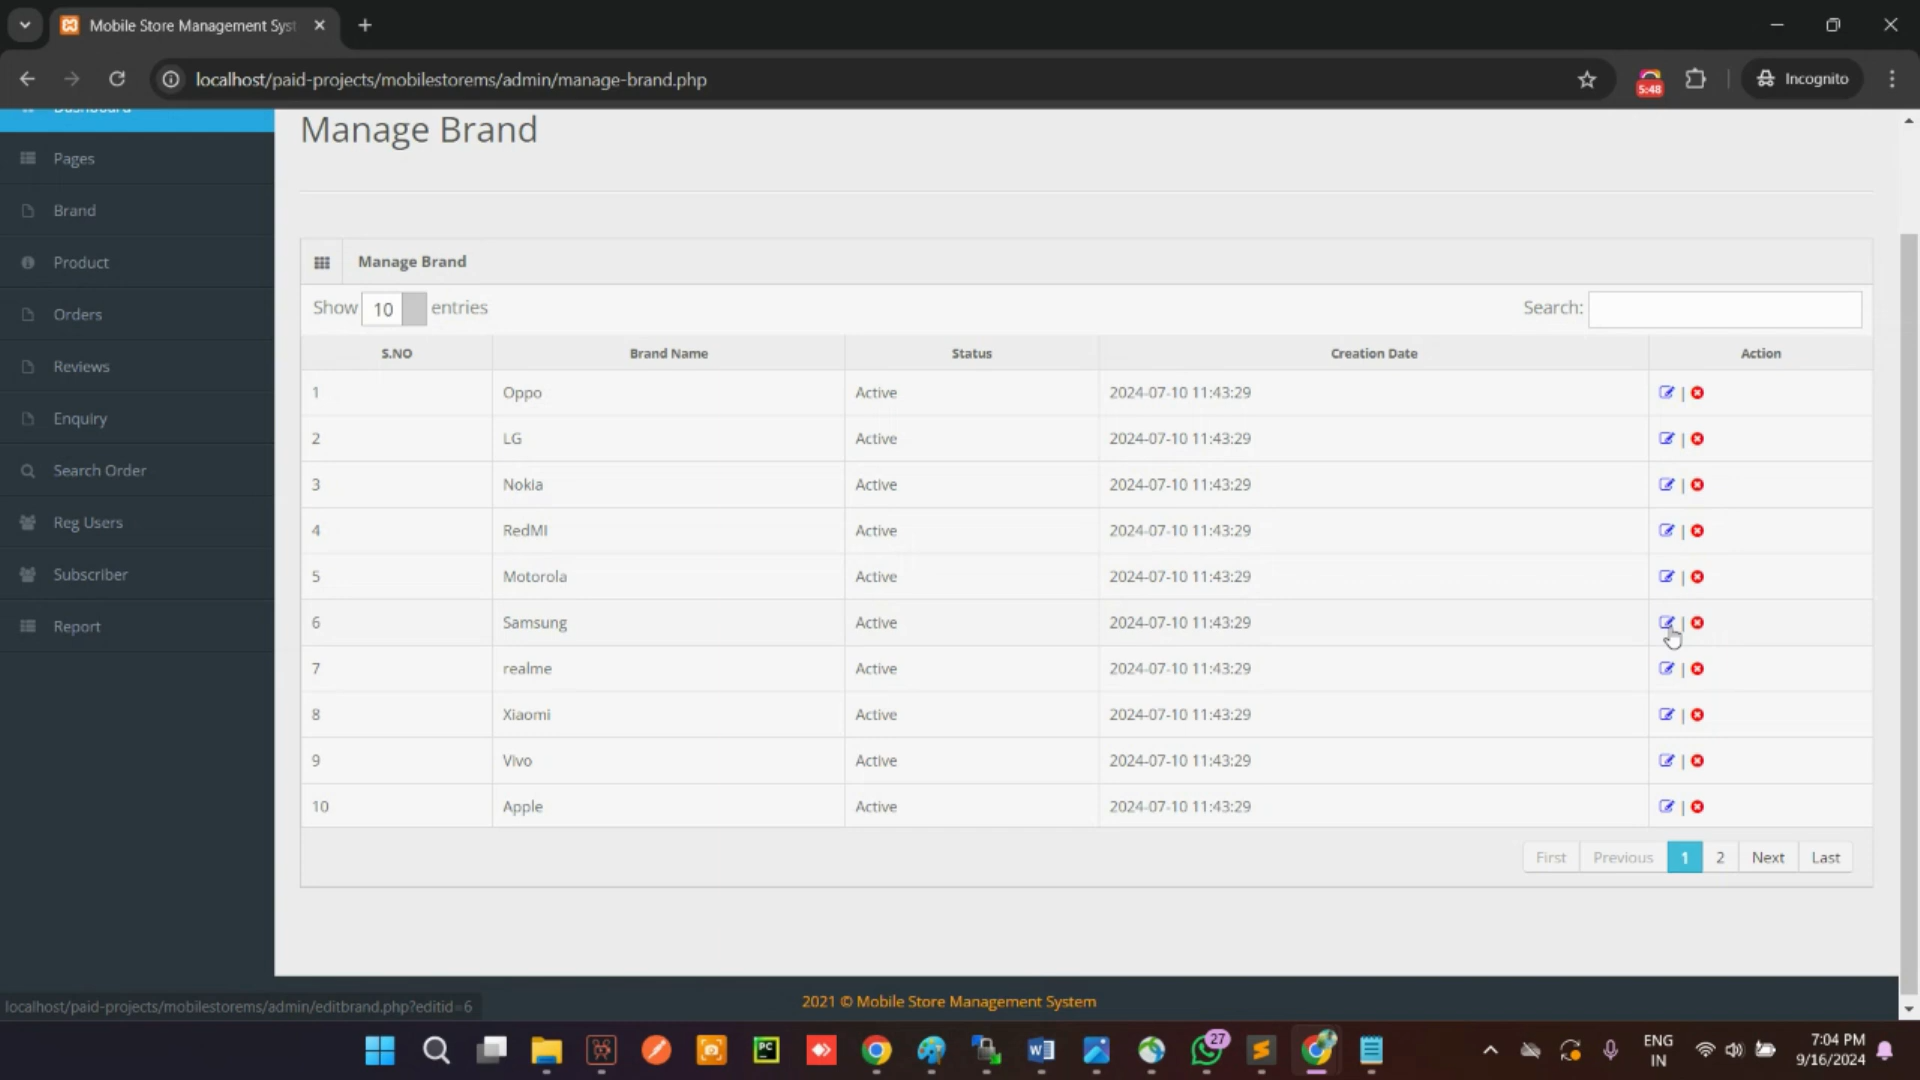 Mobile Store Management Syst
localhost/paid-projects/mobilestorems/admin/manage-brand.php
5:48
Incognito
Dashboard
Pages
Brand
Product
Orders
Reviews
Enquiry
Search Order
Reg Users
Subscriber
Report
Manage Brand
Manage Brand
Show 10 entries Search:
S.NO Brand Name Status Creation Date Action
1 Oppo Active 2024-07-10 11:43:29 |
2 LG Active 2024-07-10 11:43:29 |
3 Nokia Active 2024-07-10 11:43:29 |
4 RedMI Active 2024-07-10 11:43:29 |
5 Motorola Active 2024-07-10 11:43:29 |
6 Samsung Active 2024-07-10 11:43:29 |
7 realme Active 2024-07-10 11:43:29 |
8 Xiaomi Active 2024-07-10 11:43:29 |
9 Vivo Active 2024-07-10 11:43:29 |
10 Apple Active 2024-07-10 11:43:29 |
First Previous 1 2 Next Last
localhost/paid-projects/mobilestorems/admin/editbrand.php?editid=6
2021 © Mobile Store Management System
PC
W
27
ENG
IN
7:04 PM
9/16/2024